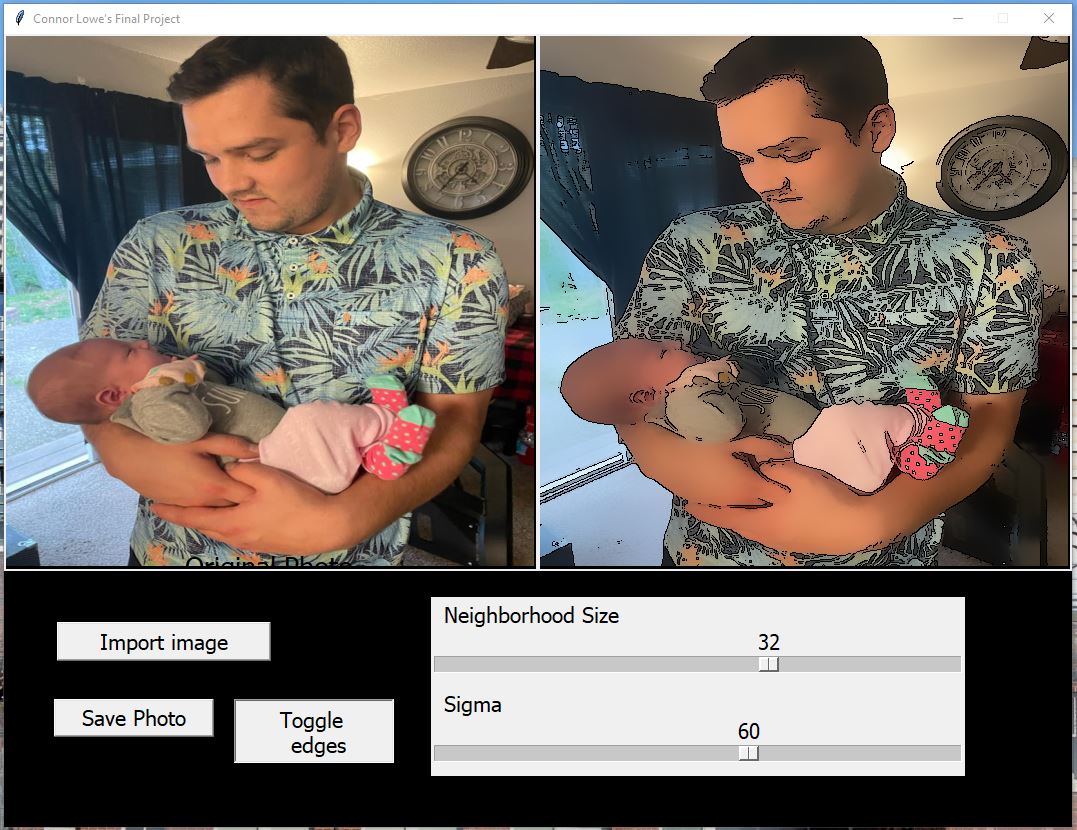 Connor Lowe's Final Project
Original Photo
Import image
Save Photo
Toggle
edges
Neighborhood Size
32
Sigma
60